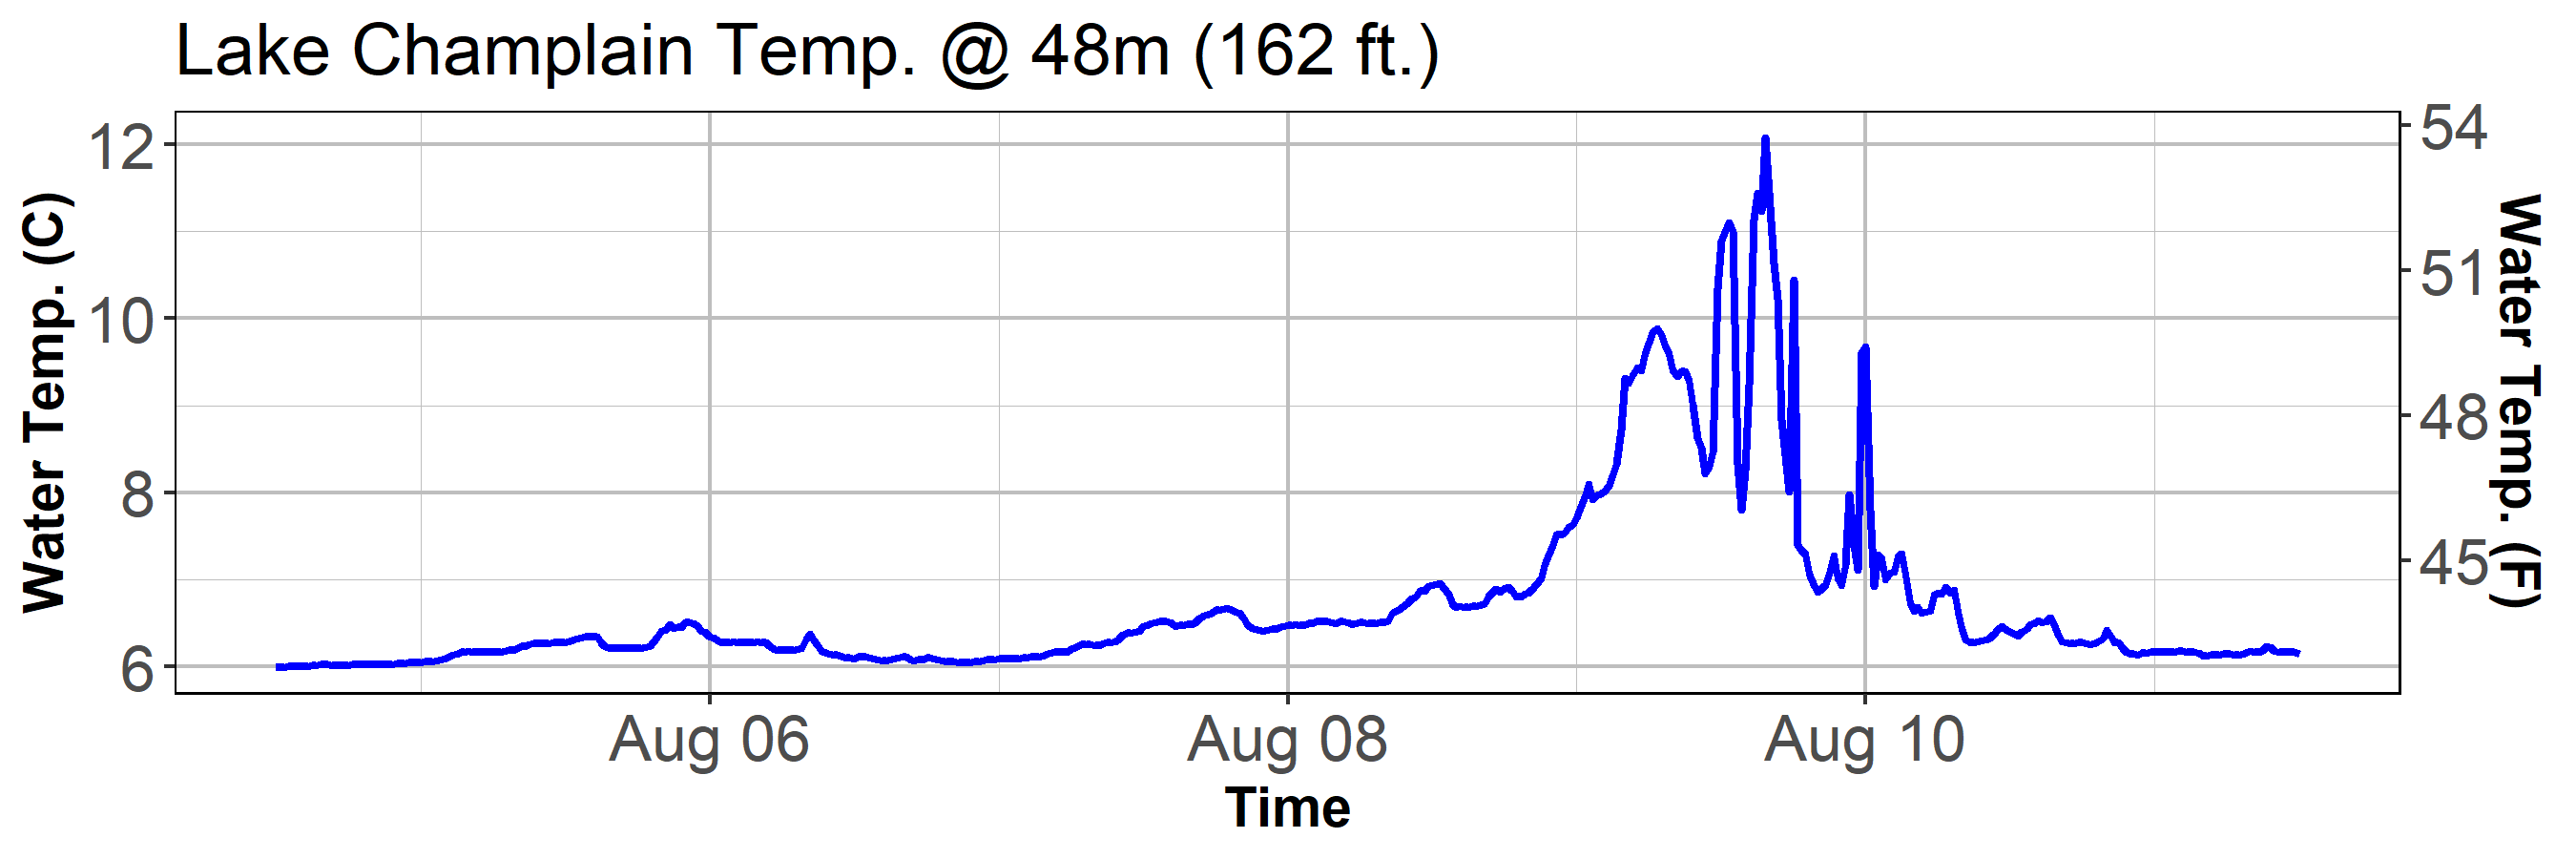 Lake Champlain Temp. @ 48m (162 ft.)
Water Temp. (C)
12
10
8
6
54
51
48
45
Water Temp. (F)
Aug 06
Aug 08
Aug 10
Time